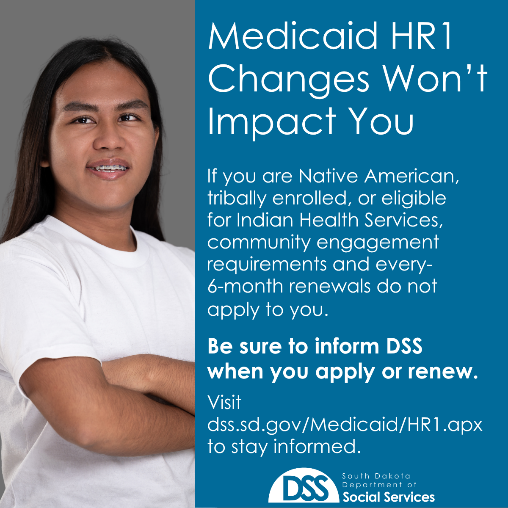 Medicaid HR1
Changes Won't
Impact You
If you are Native American,
tribally enrolled, or eligible
for Indian Health Services,
community engagement
requirements and every-
6-month renewals do not
apply to you.
Be sure to inform DSS
when you apply or renew.
Visit
dss.sd.gov/Medicaid/HR1.apx
to stay informed.
DSS
South Dakota
Department of
Social Services